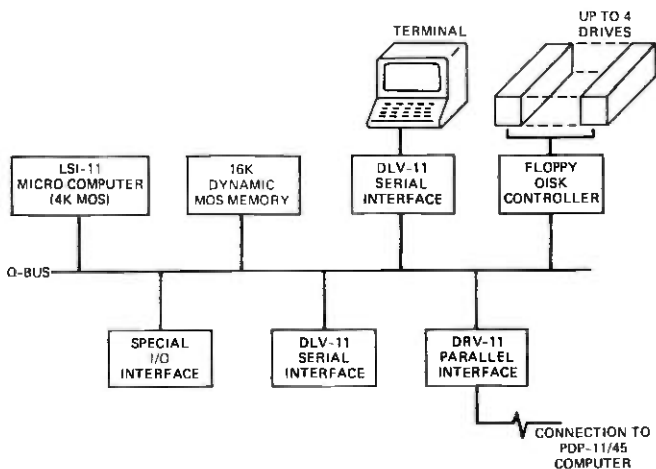 TERMINAL
UP TO 4
DRIVES
LSI-11
MICRO COMPUTER
(4K MOS)
16K
DYNAMIC
MOS MEMORY
DLV-11
SERIAL
INTERFACE
FLOPPY
DISK
CONTROLLER
Q-BUS
SPECIAL
I/O
INTERFACE
DLV-11
SERIAL
INTERFACE
DRV-11
PARALLEL
INTERFACE
CONNECTION TO
PDP-11/45
COMPUTER